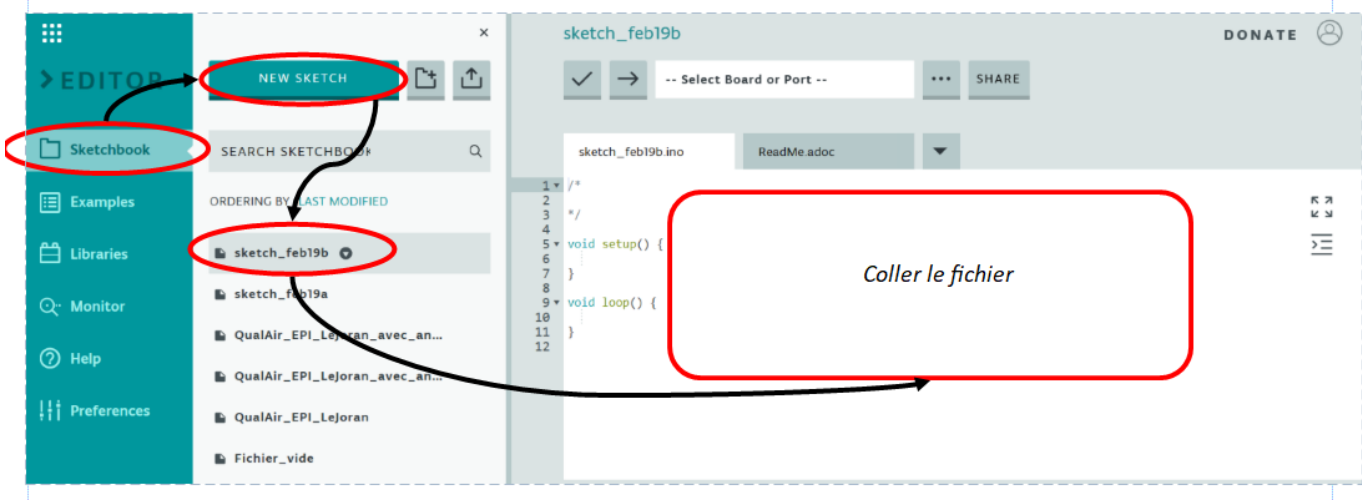 >EDITOR
Sketchbook
Examples
Libraries
Monitor
Help
Preferences
×
NEW SKETCH
SEARCH SKETCHBOOK
ORDERING BY LAST MODIFIED
sketch_feb19b
sketch_feb19a
QualAir_EPI_LeJoran_avec_an...
QualAir_EPI_LeJoran_avec_an...
QualAir_EPI_LeJoran
Fichier_vide
sketch_feb19b
DONATE
-- Select Board or Port --
SHARE
sketch_feb19b.ino
ReadMe.adoc
1 /*
2
3 */
4
5 void setup() {
6
7 }
8
9 void loop() {
10
11 }
12
Coller le fichier